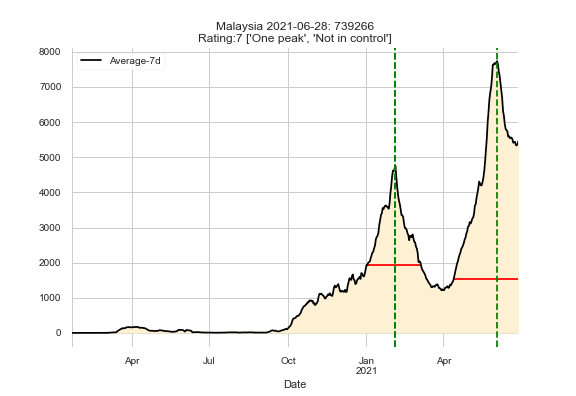 Malaysia 2021-06-28: 739266
Rating:7 ['One peak', 'Not in control']
Average-7d
8000
7000
6000
5000
4000
3000
2000
1000
0
Apr
Jul
Oct
Jan
2021
Apr
Date